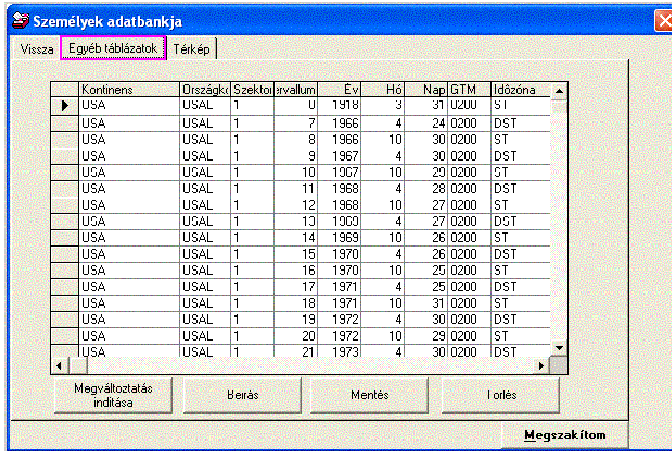 Személyek adatbankja
Vissza Egyéb táblázatok Térkép
Kontinens Országko Szektor ervallum Év Hó Nap GTM Idôzóna
USA USAL 1 0 1918 3 31 0200 ST
USA USAL 1 7 1966 4 24 0200 DST
USA USAL 1 8 1966 10 30 0200 ST
USA USAL 1 9 1967 4 30 0200 DST
USA USAL 1 10 1967 10 29 0200 ST
USA USAL 1 11 1968 4 28 0200 DST
USA USAL 1 12 1968 10 27 0200 ST
USA USAL 1 13 1969 4 27 0200 DST
USA USAL 1 14 1969 10 26 0200 ST
USA USAL 1 15 1970 4 26 0200 DST
USA USAL 1 16 1970 10 25 0200 ST
USA USAL 1 17 1971 4 25 0200 DST
USA USAL 1 18 1971 10 31 0200 ST
USA USAL 1 19 1972 4 30 0200 DST
USA USAL 1 20 1972 10 29 0200 ST
USA USAL 1 21 1973 4 30 0200 DST
Megváltoztatás
indítása
Beírás Mentés Törlés
Megszakítom